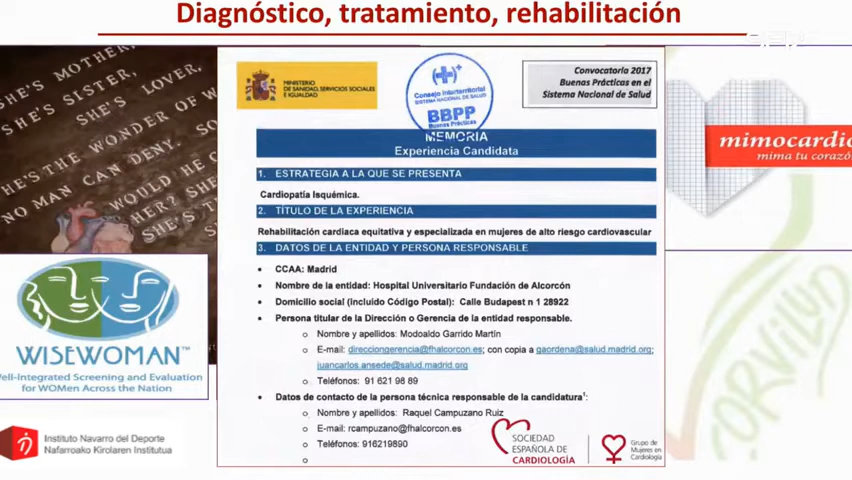 Diagnóstico, tratamiento, rehabilitación
SHE'S MOTHER,
SHE'S SISTER,
SHE'S LOVER,
SHE'S THE WONDER OF
NO MAN CAN DENY.
WOULD HE
HER? SHE
SHE'S
MINISTERIO
DE SANIDAD, SERVICIOS SOCIALES
E IGUALDAD
Consejo Interterritorial
SISTEMA NACIONAL DE SALUD
BBPP
Buenas Prácticas
Convocatoria 2017
Buenas Prácticas en el
Sistema Nacional de Salud
MEMORIA
Experiencia Candidata
1. ESTRATEGIA A LA QUE SE PRESENTA
Cardiopatía Isquémica.
2. TÍTULO DE LA EXPERIENCIA
Rehabilitación cardiaca equitativa y especializada en mujeres de alto riesgo cardiovascular
3. DATOS DE LA ENTIDAD Y PERSONA RESPONSABLE
• CCAA: Madrid
• Nombre de la entidad: Hospital Universitario Fundación de Alcorcón
• Domicilio social (Incluido Código Postal): Calle Budapest n 1 28922
• Persona titular de la Dirección o Gerencia de la entidad responsable.
o Nombre y apellidos: Modoaldo Garrido Martín
o E-mail: direcciongerencia@fhalcorcon.es; con copia a gaordena@salud.madrid.org;
juancarlos.ansede@salud.madrid.org
o Teléfonos: 91 621 98 89
• Datos de contacto de la persona técnica responsable de la candidatura¹:
o Nombre y apellidos: Raquel Campuzano Ruiz
o E-mail: rcampuzano@fhalcorcon.es
o Teléfonos: 916219890
o
SOCIEDAD
ESPAÑOLA DE
CARDIOLOGÍA
Grupo de
Mujeres en
Cardiología
mimocardio
mima tu corazó
WISEWOMAN™
ell-Integrated Screening and Evaluation
for WOMen Across the Nation
Instituto Navarro del Deporte
Nafarroako Kirolaren Institutua